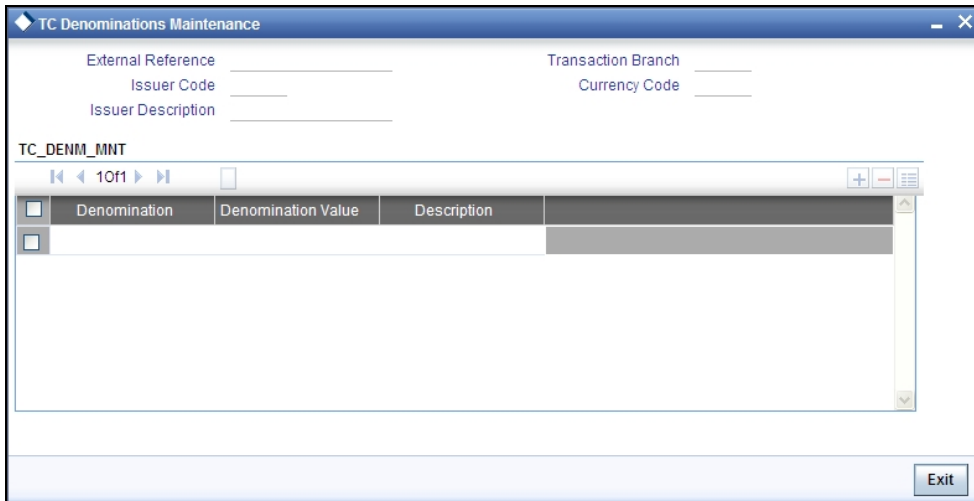 TC Denominations Maintenance
External Reference
Transaction Branch
Issuer Code
Currency Code
Issuer Description
TC_DENM_MNT
1Of1
Denomination Denomination Value Description
Exit